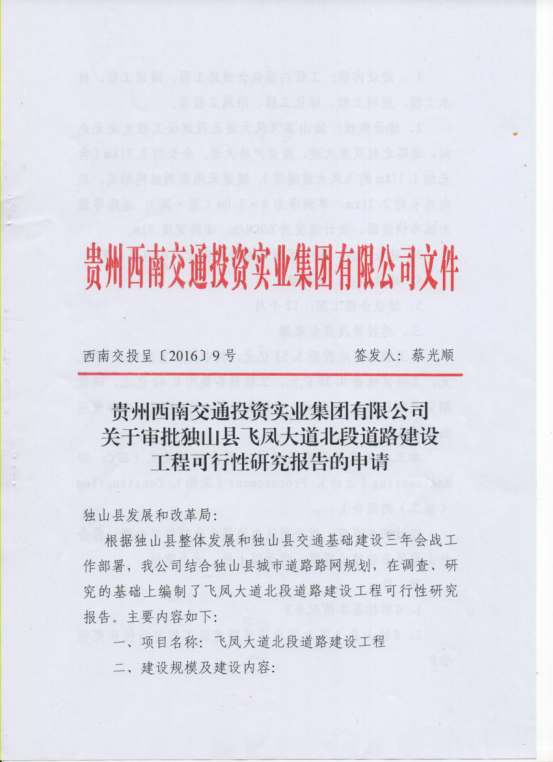 贵州西南交通投资实业集团有限公司文件
西南交投呈〔2016〕9号 签发人：蔡光顺
贵州西南交通投资实业集团有限公司
关于审批独山县飞凤大道北段道路建设
工程可行性研究报告的申请
独山县发展和改革局：
根据独山县整体发展和独山县交通基础建设三年会战工
作部署，我公司结合独山县城市道路路网规划，在调查、研
究的基础上编制了飞凤大道北段道路建设工程可行性研究
报告。主要内容如下：
一、项目名称：飞凤大道北段道路建设工程
二、建设规模及建设内容：